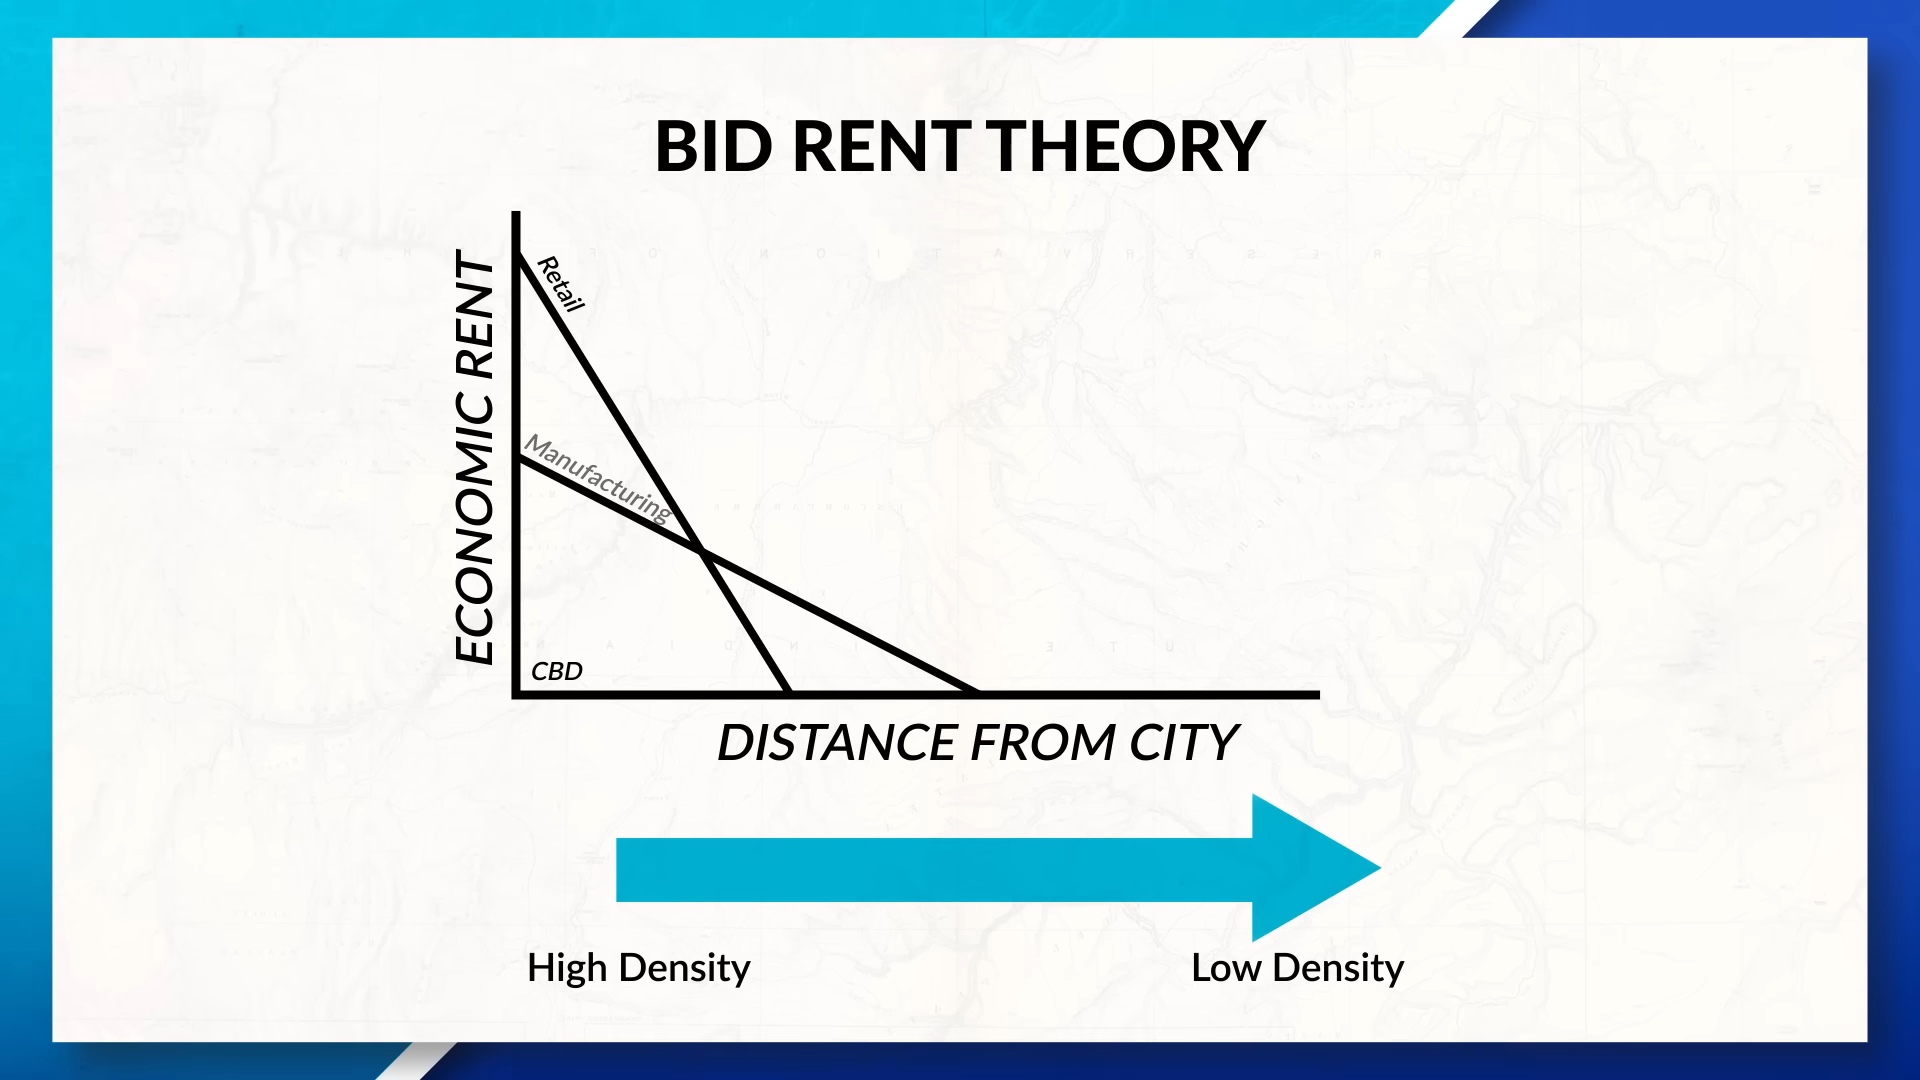 BID RENT THEORY
ECONOMIC RENT
Retail
Manufacturing
CBD
DISTANCE FROM CITY
High Density
Low Density